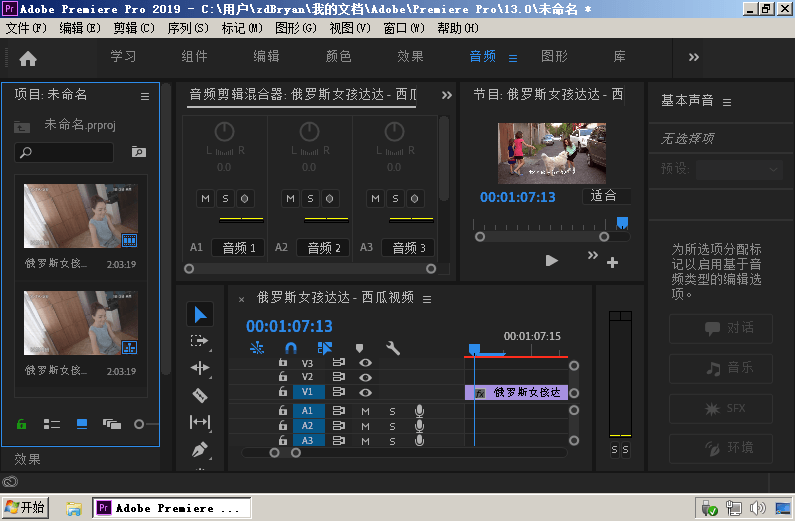 Adobe Premiere Pro 2019 - C:\用户\zdBryan\我的文档\Adobe\Premiere Pro\13.0\未命名 *
文件(F) 编辑(E) 剪辑(C) 序列(S) 标记(M) 图形(G) 视图(V) 窗口(W) 帮助(H)
学习 组件 编辑 颜色 效果 音频 图形 库
项目: 未命名
未命名.prproj
俄罗斯女孩... 2:03:19
俄罗斯女孩... 2:03:19
效果
音频剪辑混合器: 俄罗斯女孩达达 - 西瓜
L R L R L R
0.0 0.0 0.0
M S M S M S
A1 音频 1 A2 音频 2 A3 音频 3
节目: 俄罗斯女孩达达 - 西
00:01:07:13 适合
基本声音
无选择项
预设:
为所选项分配标
记以启用基于音
频类型的编辑选
项。
对话
音乐
SFX
环境
× 俄罗斯女孩达达 - 西瓜视频
00:01:07:13
00:01:07:15
V3
V2
V1 fx 俄罗斯女孩达
A1 M S
A2 M S
A3 M S
S S
开始 Pr Adobe Premiere ...